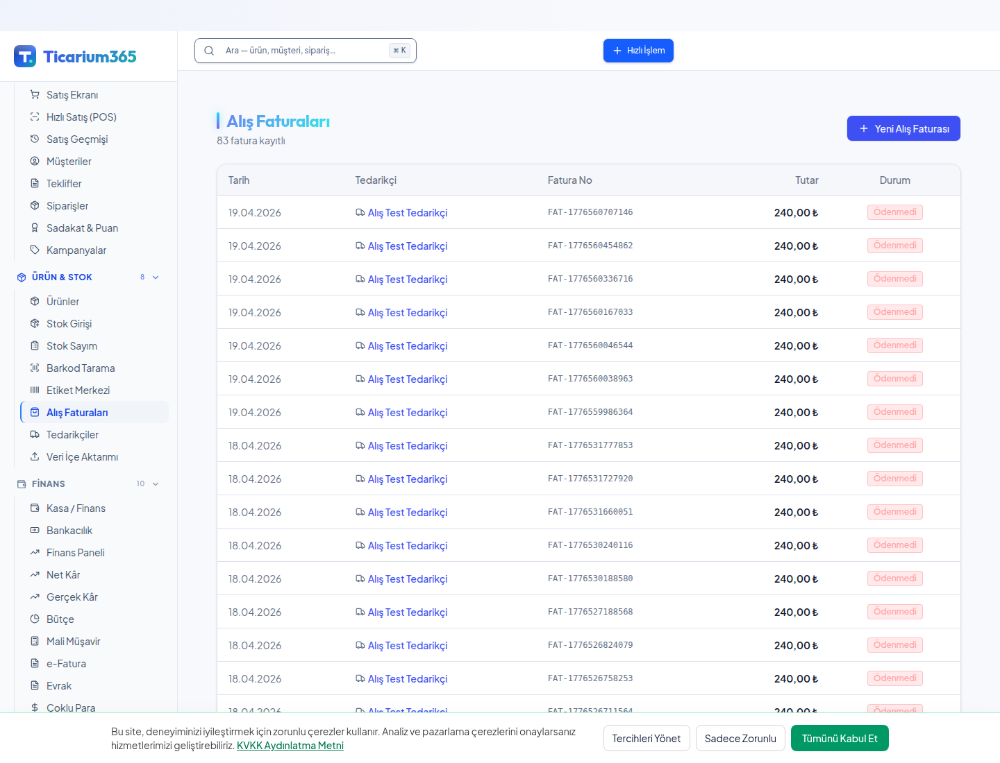 Ticarium365
Ara — ürün, müşteri, sipariş...
⌘ K
Hızlı İşlem
Satış Ekranı
Hızlı Satış (POS)
Satış Geçmişi
Müşteriler
Teklifler
Siparişler
Sadakat & Puan
Kampanyalar
ÜRÜN & STOK 8
Ürünler
Stok Girişi
Stok Sayım
Barkod Tarama
Etiket Merkezi
Alış Faturaları
Tedarikçiler
Veri İçe Aktarımı
FİNANS 10
Kasa / Finans
Bankacılık
Finans Paneli
Net Kâr
Gerçek Kâr
Bütçe
Mali Müşavir
e-Fatura
Evrak
Çoklu Para
Alış Faturaları
83 fatura kayıtlı
Yeni Alış Faturası
Tarih Tedarikçi Fatura No Tutar Durum
19.04.2026 Alış Test Tedarikçi FAT-1776560707146 240,00 ₺ Ödenmedi
19.04.2026 Alış Test Tedarikçi FAT-1776560454862 240,00 ₺ Ödenmedi
19.04.2026 Alış Test Tedarikçi FAT-1776560336716 240,00 ₺ Ödenmedi
19.04.2026 Alış Test Tedarikçi FAT-1776560167033 240,00 ₺ Ödenmedi
19.04.2026 Alış Test Tedarikçi FAT-1776560046544 240,00 ₺ Ödenmedi
19.04.2026 Alış Test Tedarikçi FAT-1776560038963 240,00 ₺ Ödenmedi
19.04.2026 Alış Test Tedarikçi FAT-1776559986364 240,00 ₺ Ödenmedi
18.04.2026 Alış Test Tedarikçi FAT-1776531777853 240,00 ₺ Ödenmedi
18.04.2026 Alış Test Tedarikçi FAT-1776531727920 240,00 ₺ Ödenmedi
18.04.2026 Alış Test Tedarikçi FAT-1776531660051 240,00 ₺ Ödenmedi
18.04.2026 Alış Test Tedarikçi FAT-1776530240116 240,00 ₺ Ödenmedi
18.04.2026 Alış Test Tedarikçi FAT-1776530188580 240,00 ₺ Ödenmedi
18.04.2026 Alış Test Tedarikçi FAT-1776527188568 240,00 ₺ Ödenmedi
18.04.2026 Alış Test Tedarikçi FAT-1776526824079 240,00 ₺ Ödenmedi
18.04.2026 Alış Test Tedarikçi FAT-1776526758253 240,00 ₺ Ödenmedi
18.04.2026 Alış Test Tedarikçi FAT-1776526711564 240,00 ₺ Ödenmedi
Bu site, deneyiminizi iyileştirmek için zorunlu çerezler kullanır. Analiz ve pazarlama çerezlerini onaylarsanız
hizmetlerimizi geliştirebiliriz. KVKK Aydınlatma Metni
Tercihleri Yönet
Sadece Zorunlu
Tümünü Kabul Et